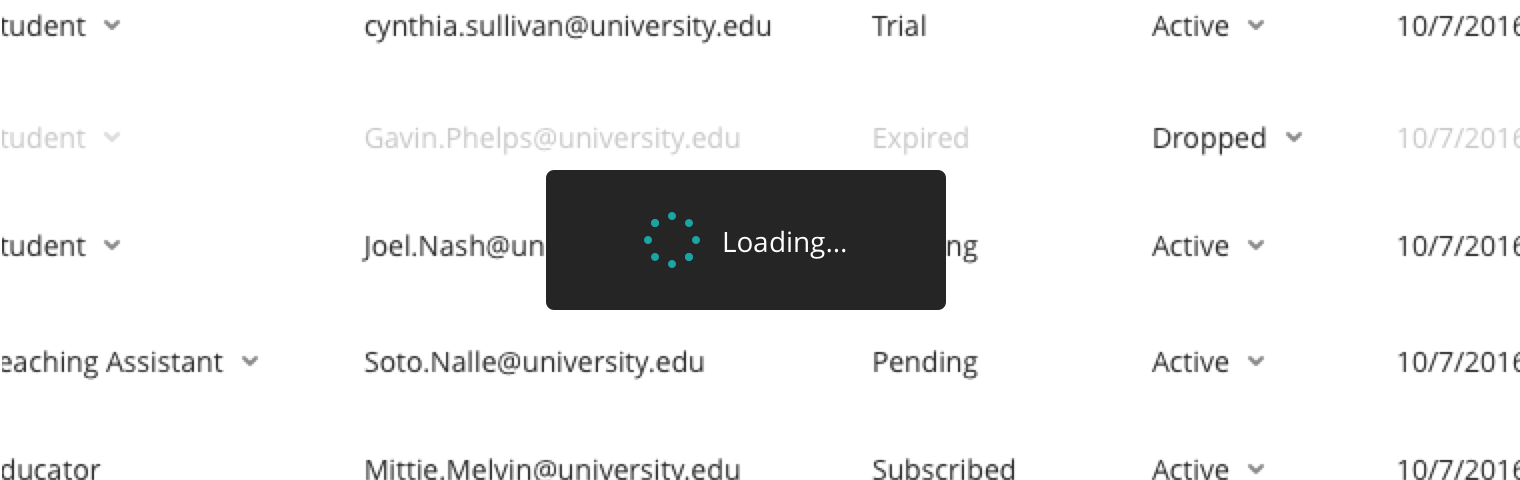 tudent cynthia.sullivan@university.edu Trial Active 10/7/2016
tudent Gavin.Phelps@university.edu Expired Dropped 10/7/2016
tudent Joel.Nash@un Loading... ng Active 10/7/2016
eaching Assistant Soto.Nalle@university.edu Pending Active 10/7/2016
ducator Mittie.Melvin@university.edu Subscribed Active 10/7/2016